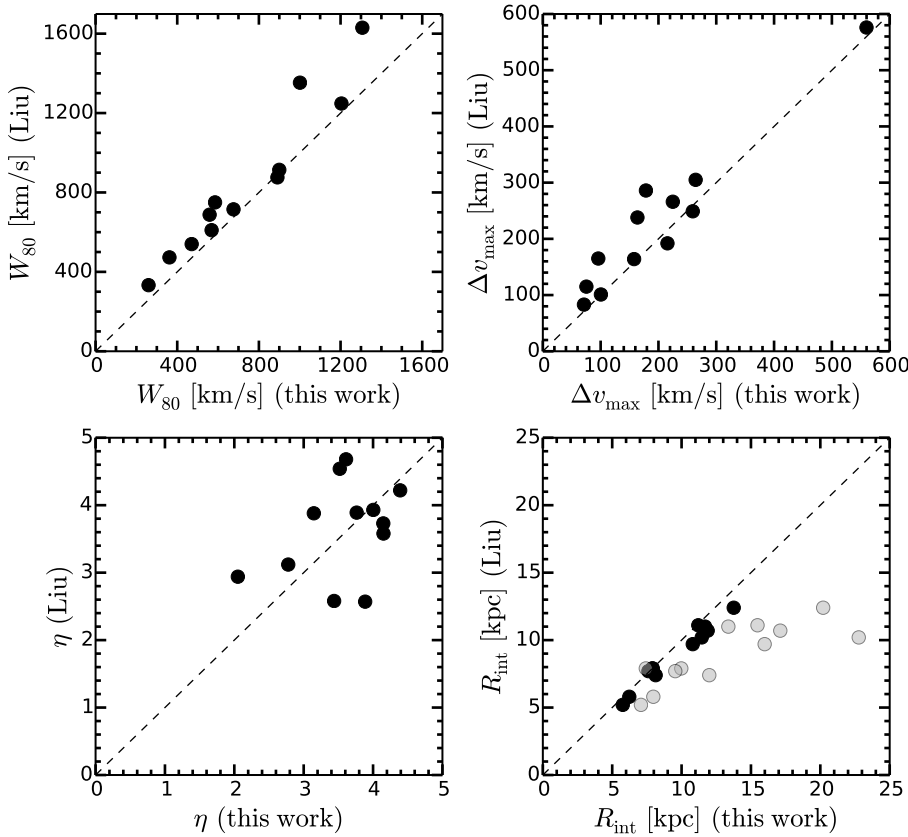 1600
1200
800
400
0
W80 [km/s] (Liu)
0 400 800 1200 1600
W80 [km/s] (this work)
600
500
400
300
200
100
0
Δvmax [km/s] (Liu)
0 100 200 300 400 500 600
Δvmax [km/s] (this work)
5
4
3
2
1
0
η (Liu)
0 1 2 3 4 5
η (this work)
25
20
15
10
5
0
Rint [kpc] (Liu)
0 5 10 15 20 25
Rint [kpc] (this work)